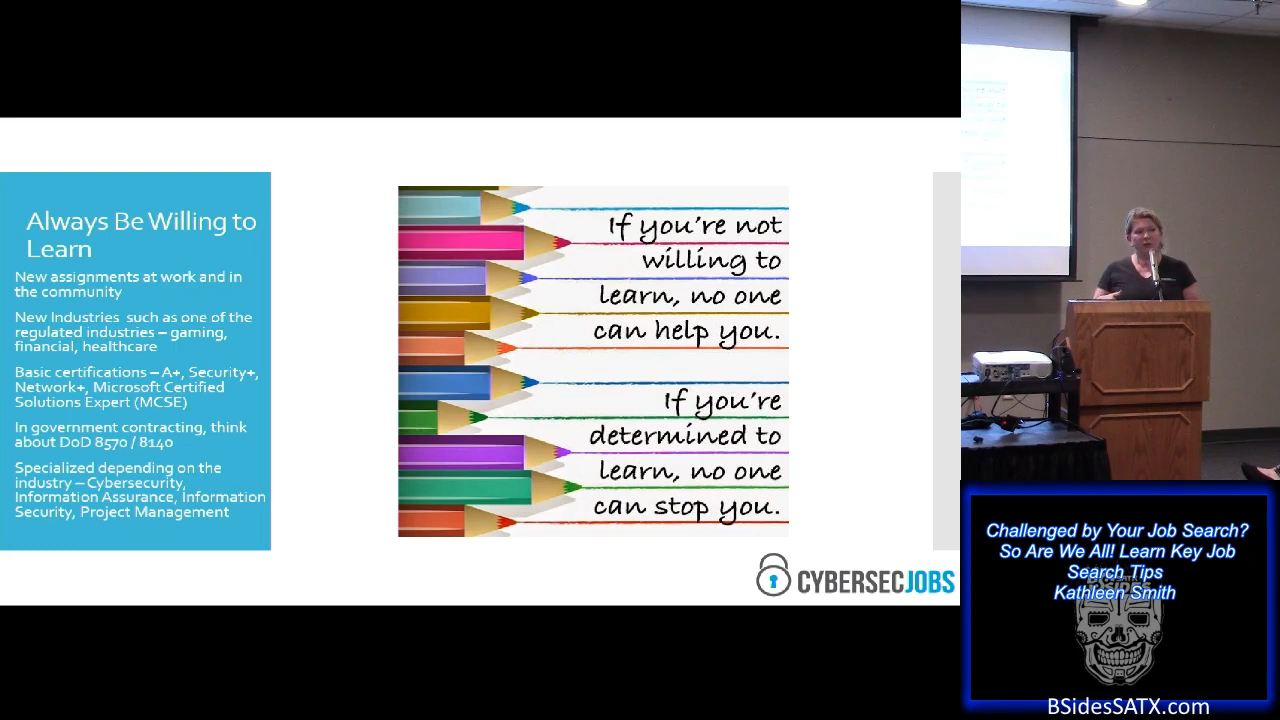 Always Be Willing to
Learn
New assignments at work and in
the community
New Industries such as one of the
regulated industries – gaming,
financial, healthcare
Basic certifications – A+, Security+,
Network+, Microsoft Certified
Solutions Expert (MCSE)
In government contracting, think
about DoD 8570 / 8140
Specialized depending on the
industry – Cybersecurity,
Information Assurance, Information
Security, Project Management
If you're not
willing to
learn, no one
can help you.
If you're
determined to
learn, no one
can stop you.
CYBERSECJOBS
Challenged by Your Job Search?
So Are We All! Learn Key Job
Search Tips
Kathleen Smith
BSidesSATX.com